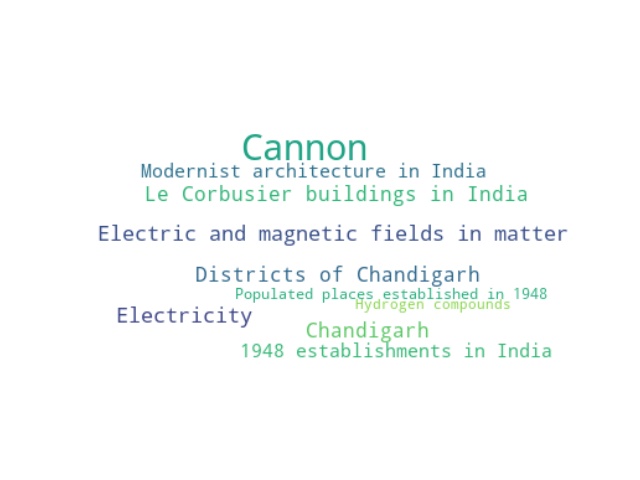 Cannon
Modernist architecture in India
Le Corbusier buildings in India
Electric and magnetic fields in matter
Districts of Chandigarh
Populated places established in 1948
Hydrogen compounds
Electricity
Chandigarh
1948 establishments in India